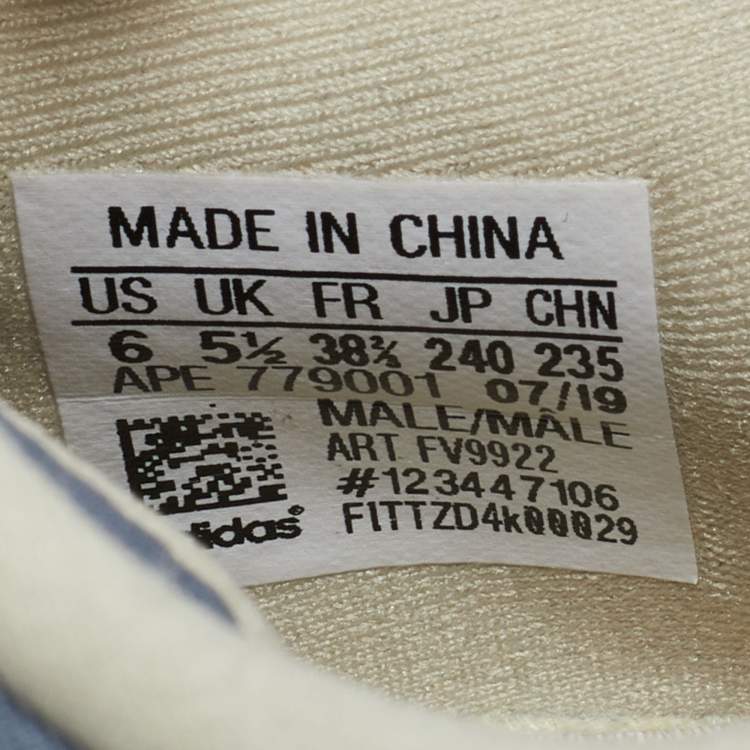 MADE IN CHINA
US UK FR JP CHN
6 5½ 38⅔ 240 235
APE 779001 07/19
MALE/MÂLE
ART FV9922
#123447106
F1TTZD4k00029
adidas®